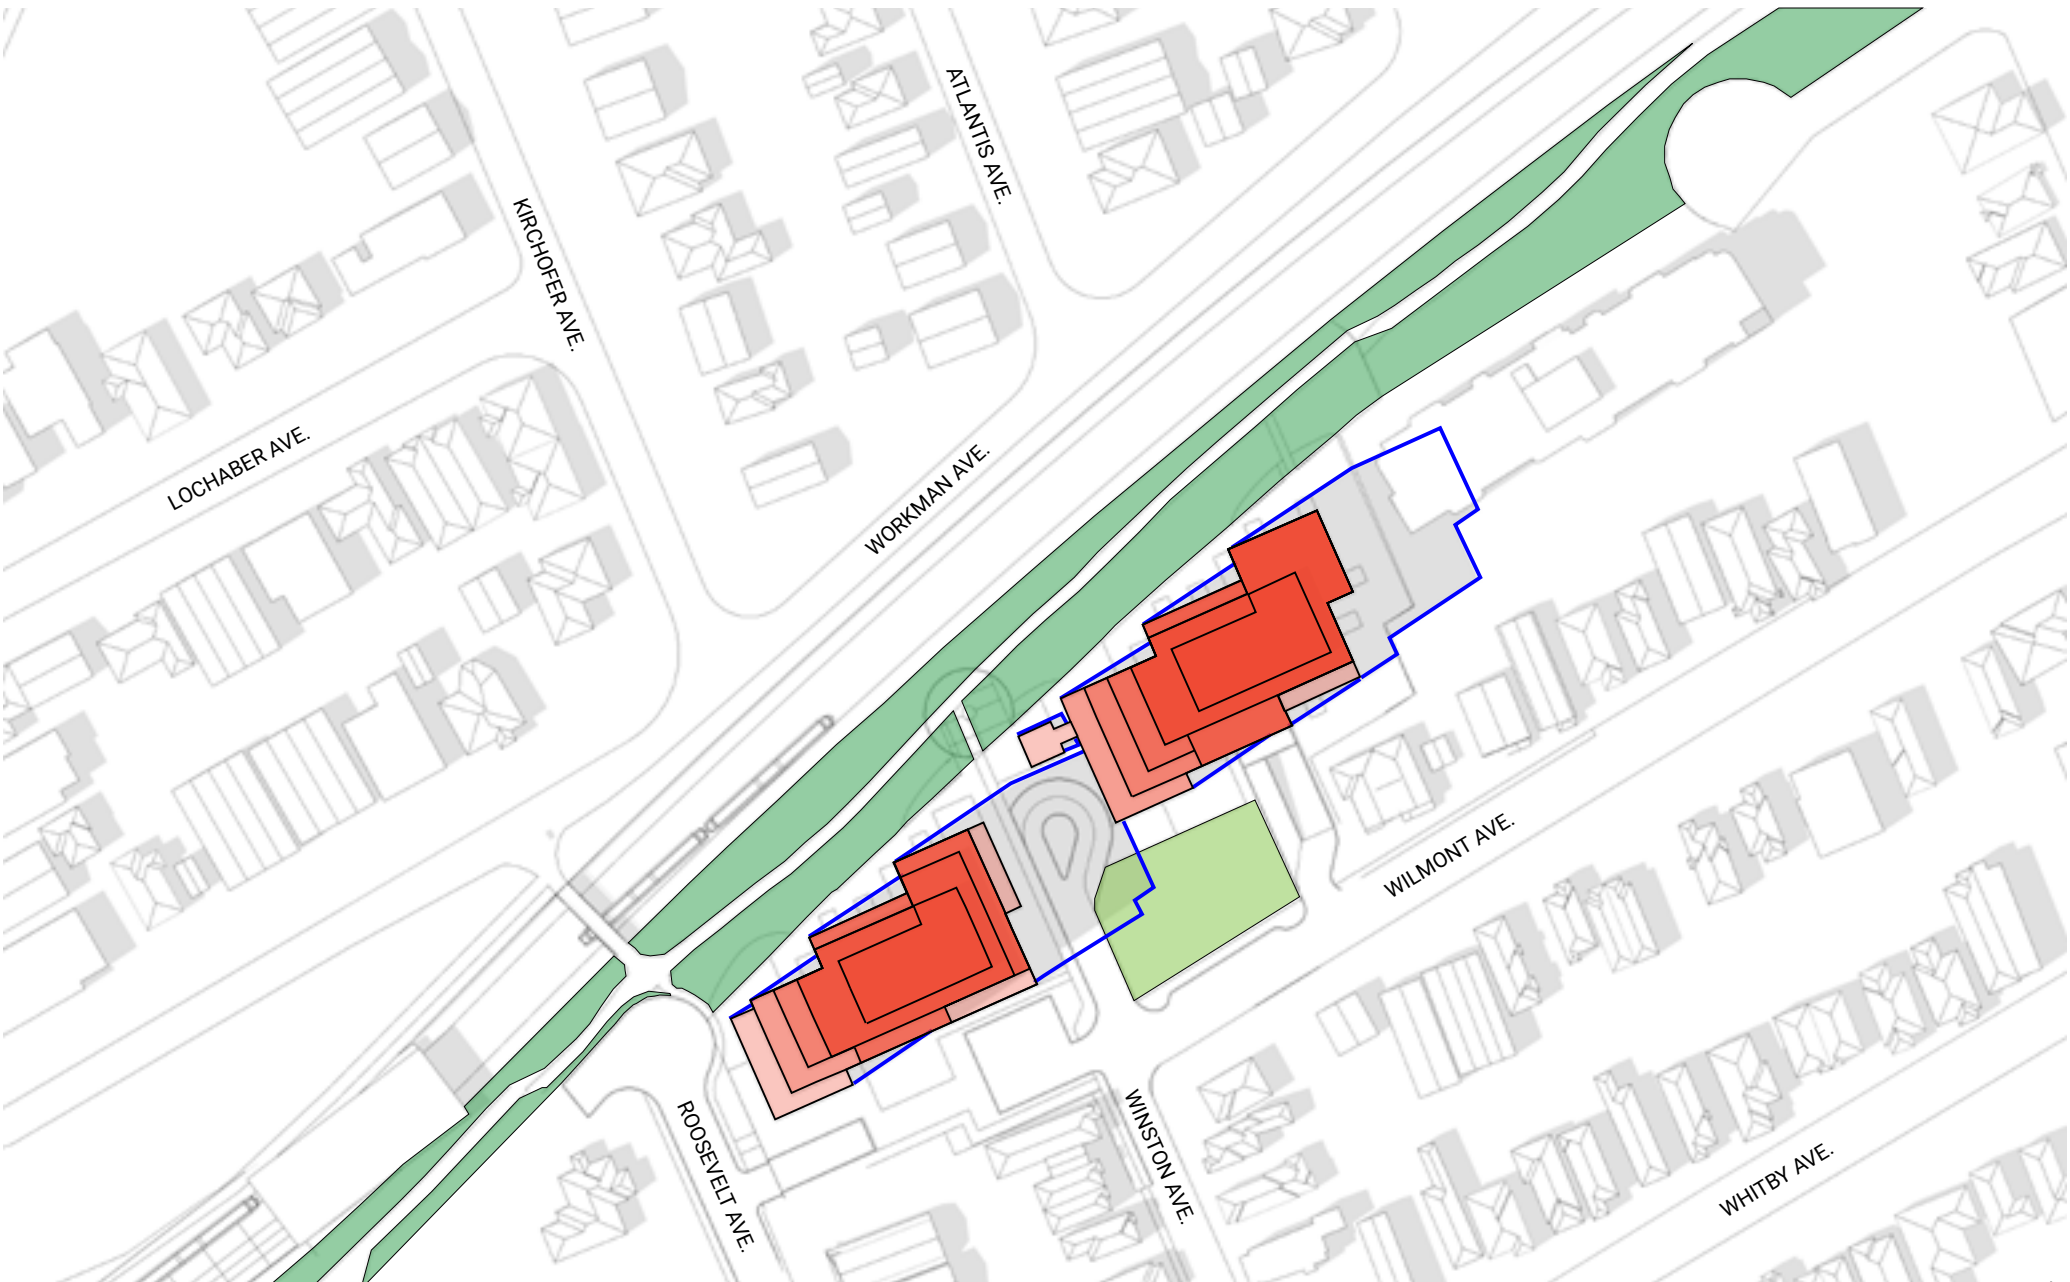 ATLANTIS AVE.
KIRCHOFER AVE.
LOCHABER AVE.
WORKMAN AVE.
WILMONT AVE.
ROOSEVELT AVE.
WINSTON AVE.
WHITBY AVE.